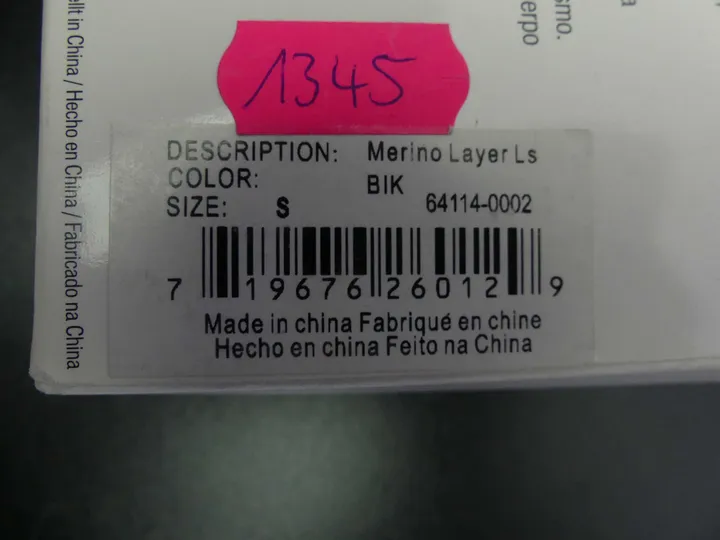 1345
DESCRIPTION: Merino Layer Ls
COLOR: BIK
SIZE: S 64114-0002
7 19676 26012 9
Made in china Fabriqué en chine
Hecho en china Feito na China
in China / Hecho en China / Fabricado na China
smo.
erpo
a